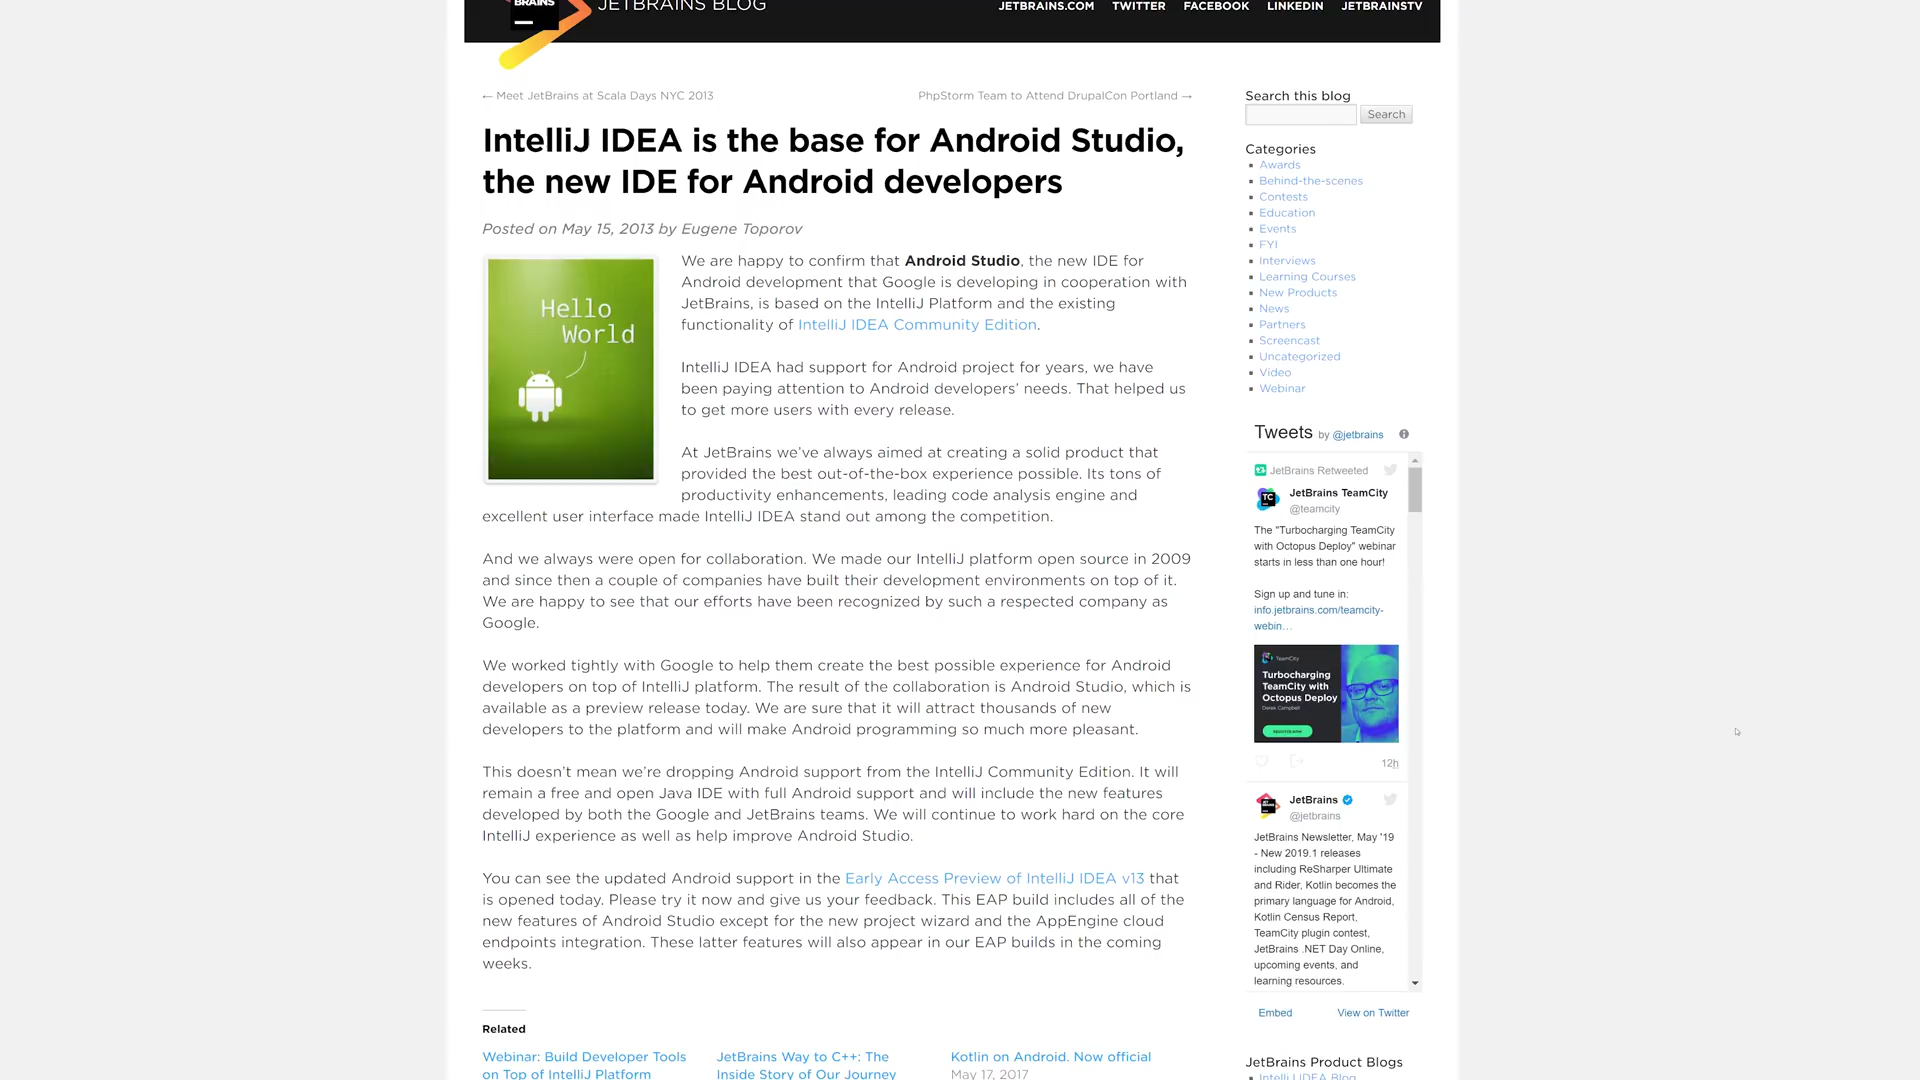 BRAINS
JETBRAINS BLOG
JETBRAINS.COM TWITTER FACEBOOK LINKEDIN JETBRAINSTV
← Meet JetBrains at Scala Days NYC 2013
PhpStorm Team to Attend DrupalCon Portland →
IntelliJ IDEA is the base for Android Studio,
the new IDE for Android developers
Posted on May 15, 2013 by Eugene Toporov
Hello
World
We are happy to confirm that Android Studio, the new IDE for
Android development that Google is developing in cooperation with
JetBrains, is based on the IntelliJ Platform and the existing
functionality of IntelliJ IDEA Community Edition.
IntelliJ IDEA had support for Android project for years, we have
been paying attention to Android developers’ needs. That helped us
to get more users with every release.
At JetBrains we’ve always aimed at creating a solid product that
provided the best out-of-the-box experience possible. Its tons of
productivity enhancements, leading code analysis engine and
excellent user interface made IntelliJ IDEA stand out among the competition.
And we always were open for collaboration. We made our IntelliJ platform open source in 2009
and since then a couple of companies have built their development environments on top of it.
We are happy to see that our efforts have been recognized by such a respected company as
Google.
We worked tightly with Google to help them create the best possible experience for Android
developers on top of IntelliJ platform. The result of the collaboration is Android Studio, which is
available as a preview release today. We are sure that it will attract thousands of new
developers to the platform and will make Android programming so much more pleasant.
This doesn’t mean we’re dropping Android support from the IntelliJ Community Edition. It will
remain a free and open Java IDE with full Android support and will include the new features
developed by both the Google and JetBrains teams. We will continue to work hard on the core
IntelliJ experience as well as help improve Android Studio.
You can see the updated Android support in the Early Access Preview of IntelliJ IDEA v13 that
is opened today. Please try it now and give us your feedback. This EAP build includes all of the
new features of Android Studio except for the new project wizard and the AppEngine cloud
endpoints integration. These latter features will also appear in our EAP builds in the coming
weeks.
Related
Webinar: Build Developer Tools
on Top of IntelliJ Platform
JetBrains Way to C++: The
Inside Story of Our Journey
Kotlin on Android. Now official
May 17, 2017
Search this blog
Search
Categories
Awards
Behind-the-scenes
Contests
Education
Events
FYI
Interviews
Learning Courses
New Products
News
Partners
Screencast
Uncategorized
Video
Webinar
Tweets by @jetbrains
JetBrains Retweeted
TC
JetBrains TeamCity
@teamcity
The "Turbocharging TeamCity
with Octopus Deploy" webinar
starts in less than one hour!
Sign up and tune in:
info.jetbrains.com/teamcity-
webin…
TeamCity
Turbocharging
TeamCity with
Octopus Deploy
Derek Campbell
12h
JetBrains
@jetbrains
JetBrains Newsletter, May '19
- New 2019.1 releases
including ReSharper Ultimate
and Rider, Kotlin becomes the
primary language for Android,
Kotlin Census Report,
TeamCity plugin contest,
JetBrains .NET Day Online,
upcoming events, and
learning resources.
Embed
View on Twitter
JetBrains Product Blogs
IntelliJ IDEA Blog